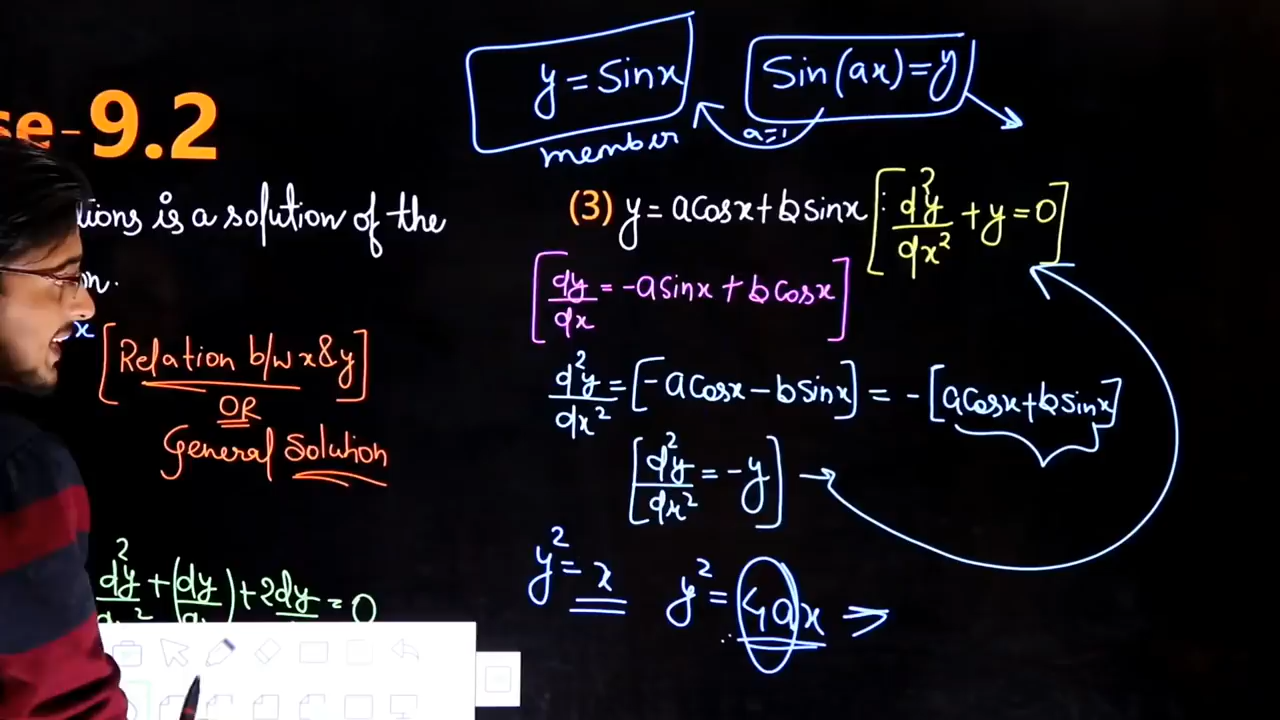 y = Sinx
Sin(ax) = y
a=1
member
se-9.2
tions is a solution of the
on.
x [Relation b/w x & y]
OR
General Solution
(3) y = acosx + bsinx [d²y/dx² + y = 0]
[dy/dx = -asinx + bcosx]
d²y/dx² = [-acosx - bsinx] = -[acosx + bsinx]
[d²y/dx² = -y] →
y² = x y² = 4ax →
d²y/dx² + (dy/dx) + 2dy = 0